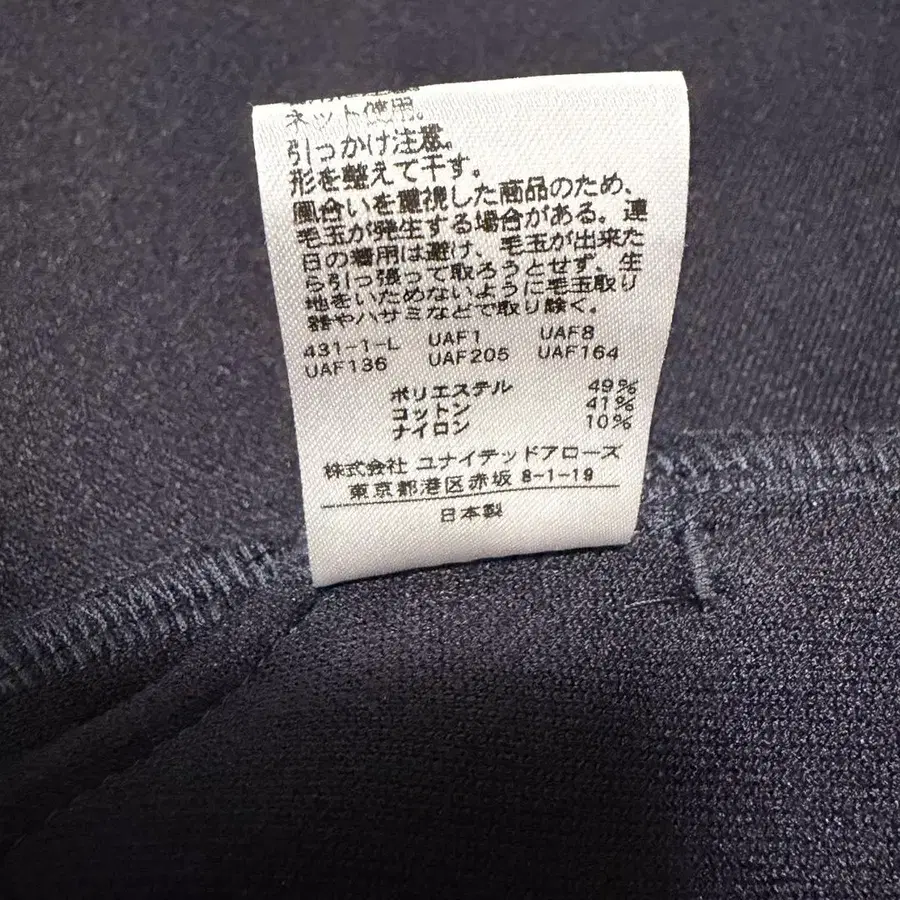 ネット使用。
引っかけ注意。
形を整えて干す。
風合いを重視した商品のため、
毛玉が発生する場合がある。連
日の着用は避け、毛玉が出来た
ら引っ張って取ろうとせず、生
地をいためないように毛玉取り
器やハサミなどで取り除く。
431-1-L UAF1 UAF8
UAF136 UAF205 UAF164
ポリエステル 49%
コットン 41%
ナイロン 10%
株式会社 ユナイテッドアローズ
東京都港区赤坂 8-1-19
日本製